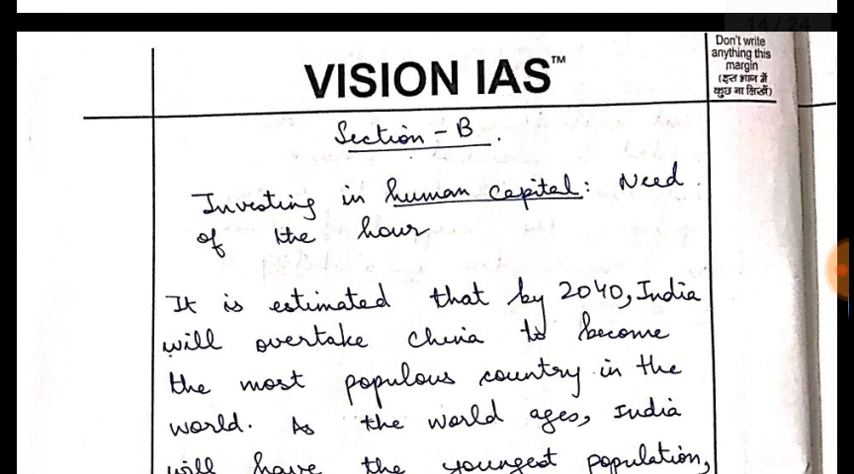 14/24
Don't write
anything this
margin
(इस भाग में
कुछ ना लिखें)
VISION IAS™
Section - B.
Investing in human capital: Need
of the hour
It is estimated that by 2040, India
will overtake China to become
the most populous country in the
world. As the world ages, India
will have the youngest population,